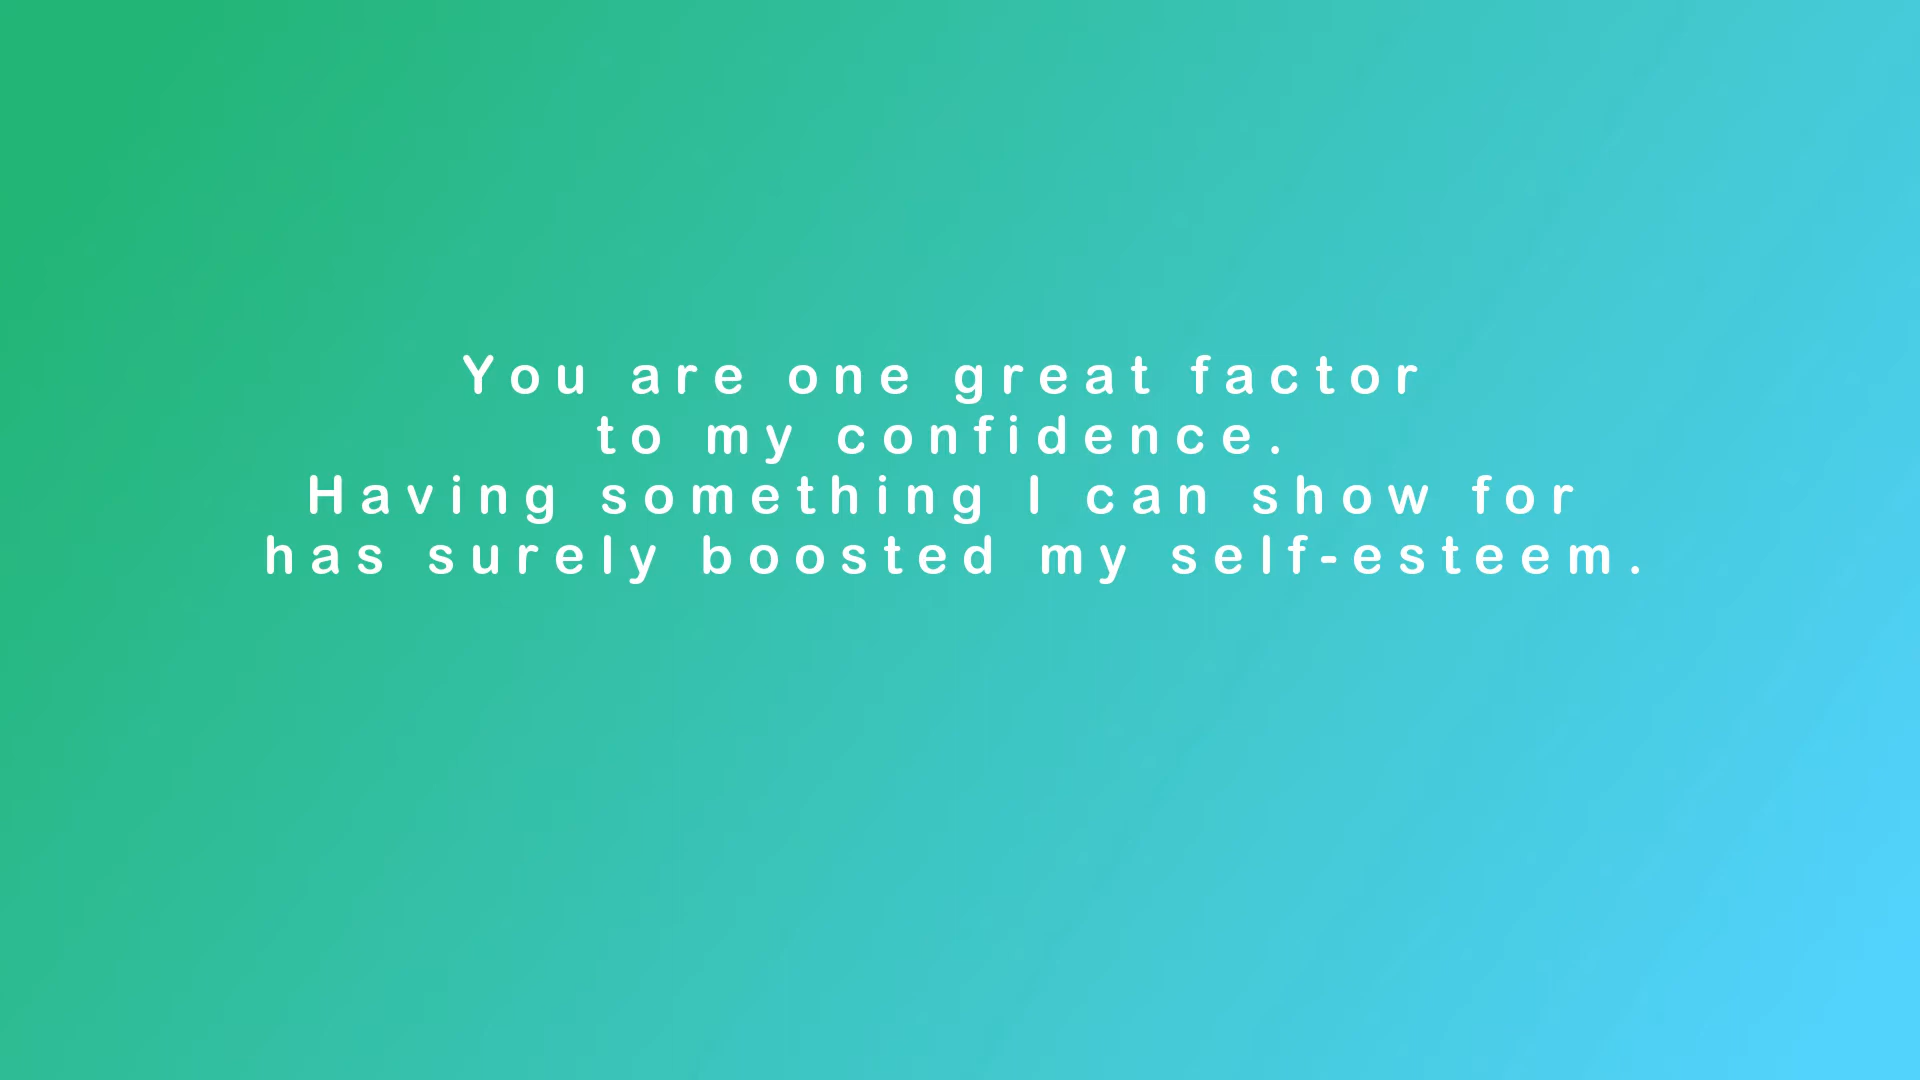 You are one great factor
to my confidence.
Having something I can show for
has surely boosted my self-esteem.